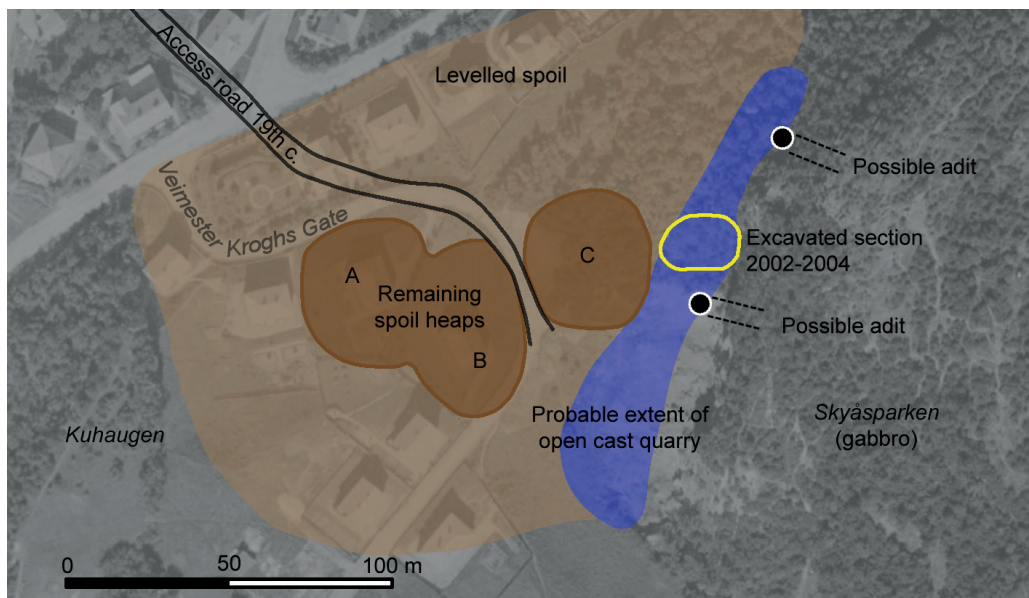 Levelled spoil
Access road 19th c.
Possible adit
Veimester Kroghs Gate
Excavated section
2002-2004
A
C
Remaining
spoil heaps
B
Possible adit
Probable extent of
open cast quarry
Skyåsparken
(gabbro)
Kuhaugen
0 50 100 m